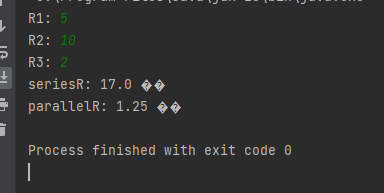 R1: 5
R2: 10
R3: 2
seriesR: 17.0 ��
parallelR: 1.25 ��
Process finished with exit code 0